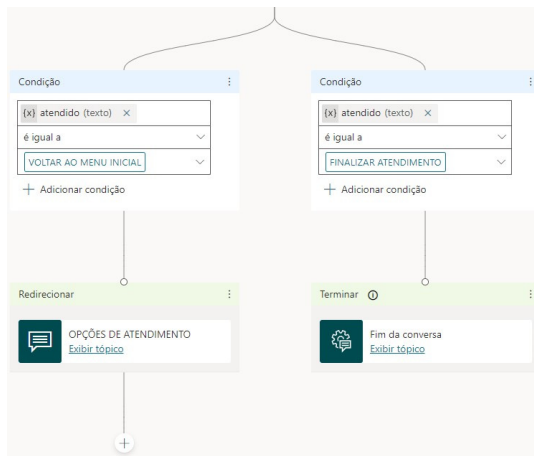 Condição
{x} atendido (texto) ×
é igual a
VOLTAR AO MENU INICIAL
+ Adicionar condição
Redirecionar
OPÇÕES DE ATENDIMENTO
Exibir tópico
Condição
{x} atendido (texto) ×
é igual a
FINALIZAR ATENDIMENTO
+ Adicionar condição
Terminar
Fim da conversa
Exibir tópico